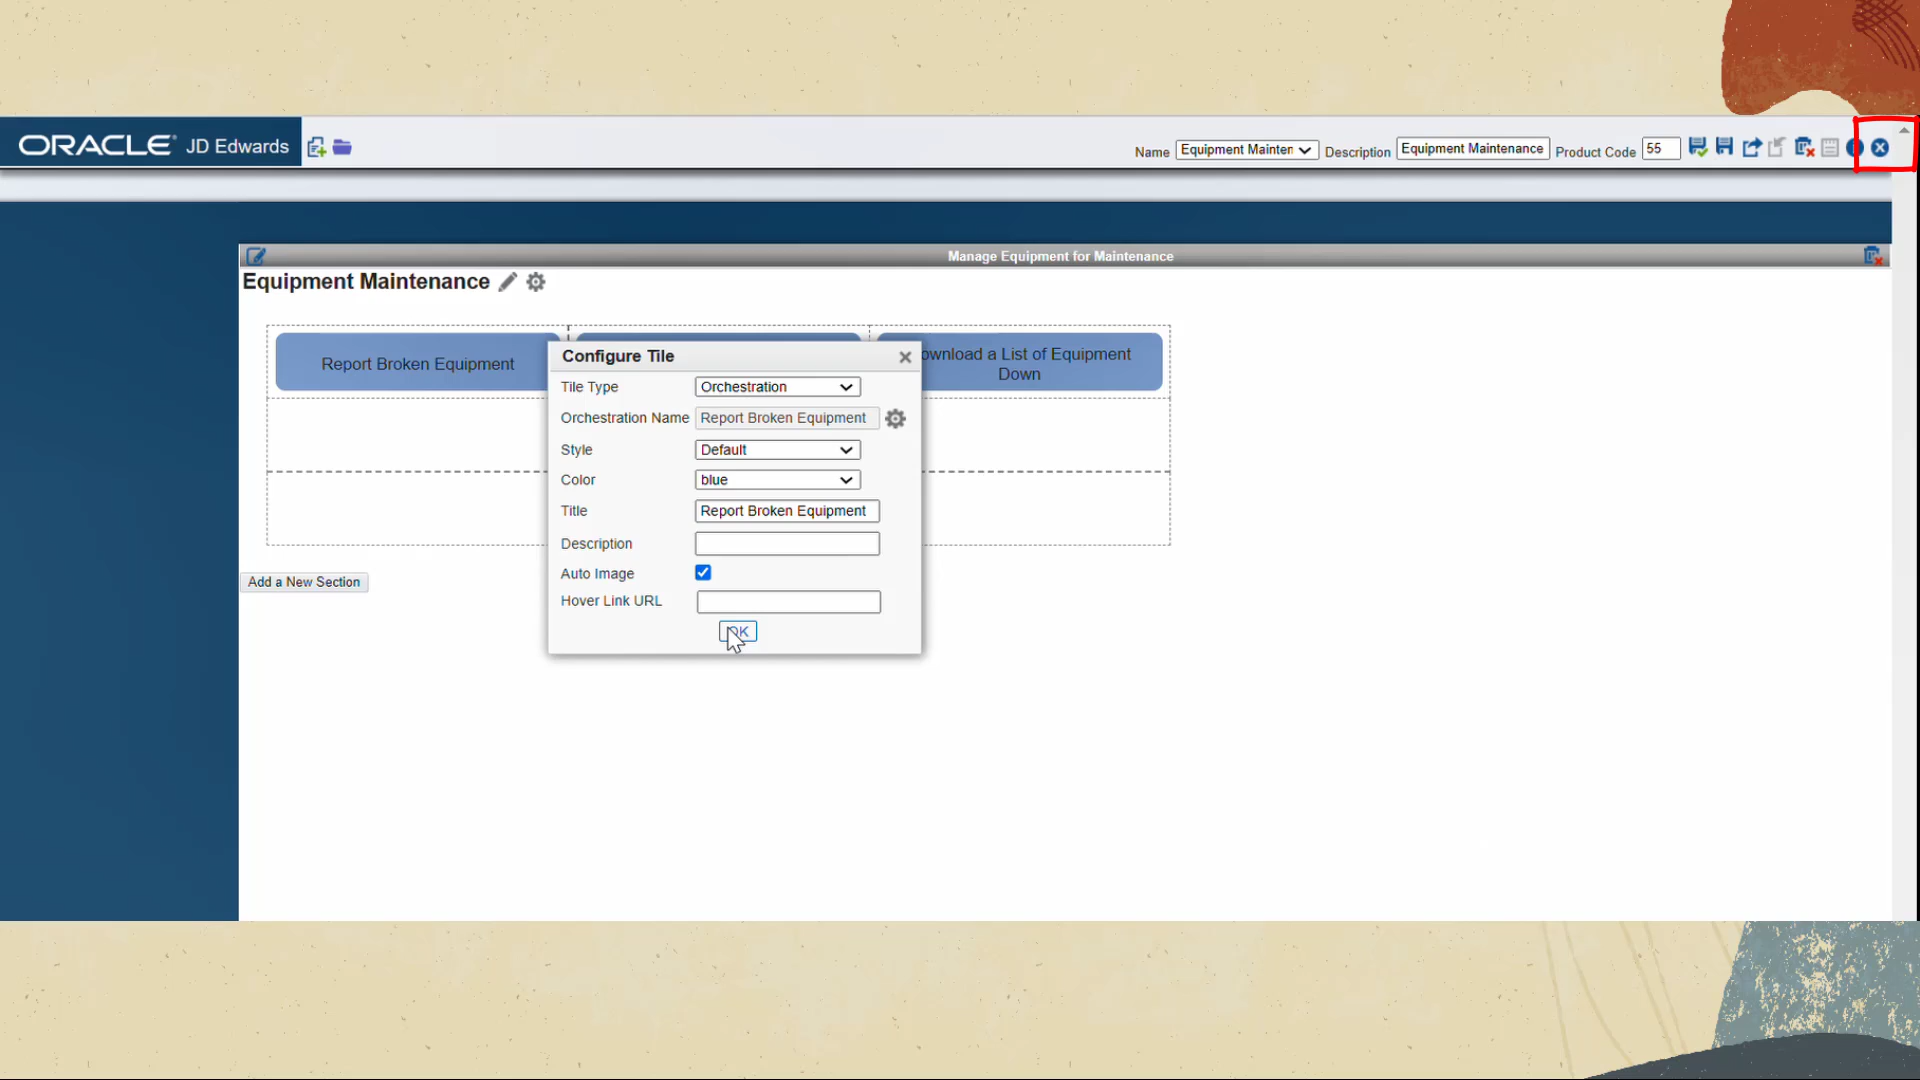 ORACLE JD Edwards
Name Equipment Mainten Description Equipment Maintenance Product Code 55
Manage Equipment for Maintenance
Equipment Maintenance
Report Broken Equipment
ownload a List of Equipment
Down
Configure Tile
Tile Type Orchestration
Orchestration Name Report Broken Equipment
Style Default
Color blue
Title Report Broken Equipment
Description
Auto Image
Hover Link URL
OK
Add a New Section